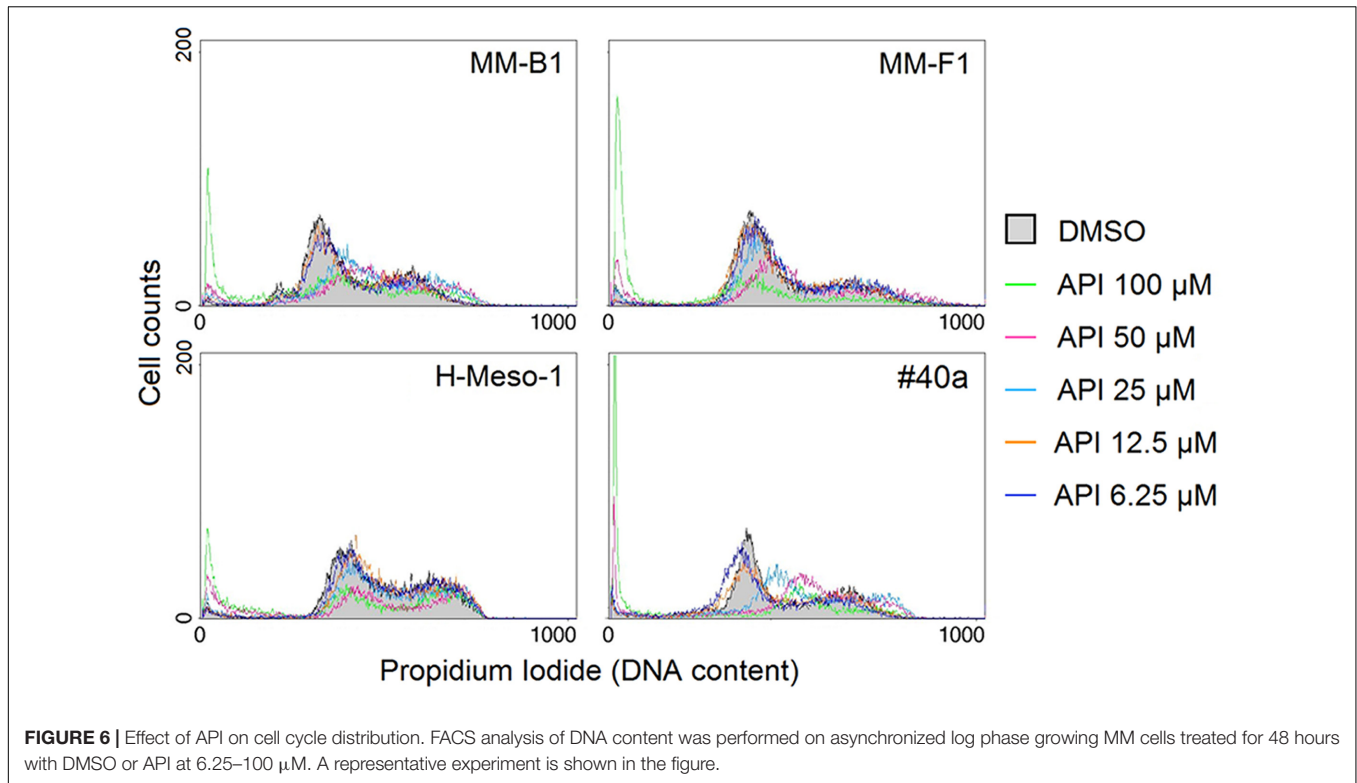 200
MM-B1
MM-F1
0
0
1000
0
1000
Cell counts
200
H-Meso-1
#40a
0
0
1000
0
1000
Propidium Iodide (DNA content)
DMSO
API 100 µM
API 50 µM
API 25 µM
API 12.5 µM
API 6.25 µM
FIGURE 6 | Effect of API on cell cycle distribution. FACS analysis of DNA content was performed on asynchronized log phase growing MM cells treated for 48 hours
with DMSO or API at 6.25–100 µM. A representative experiment is shown in the figure.